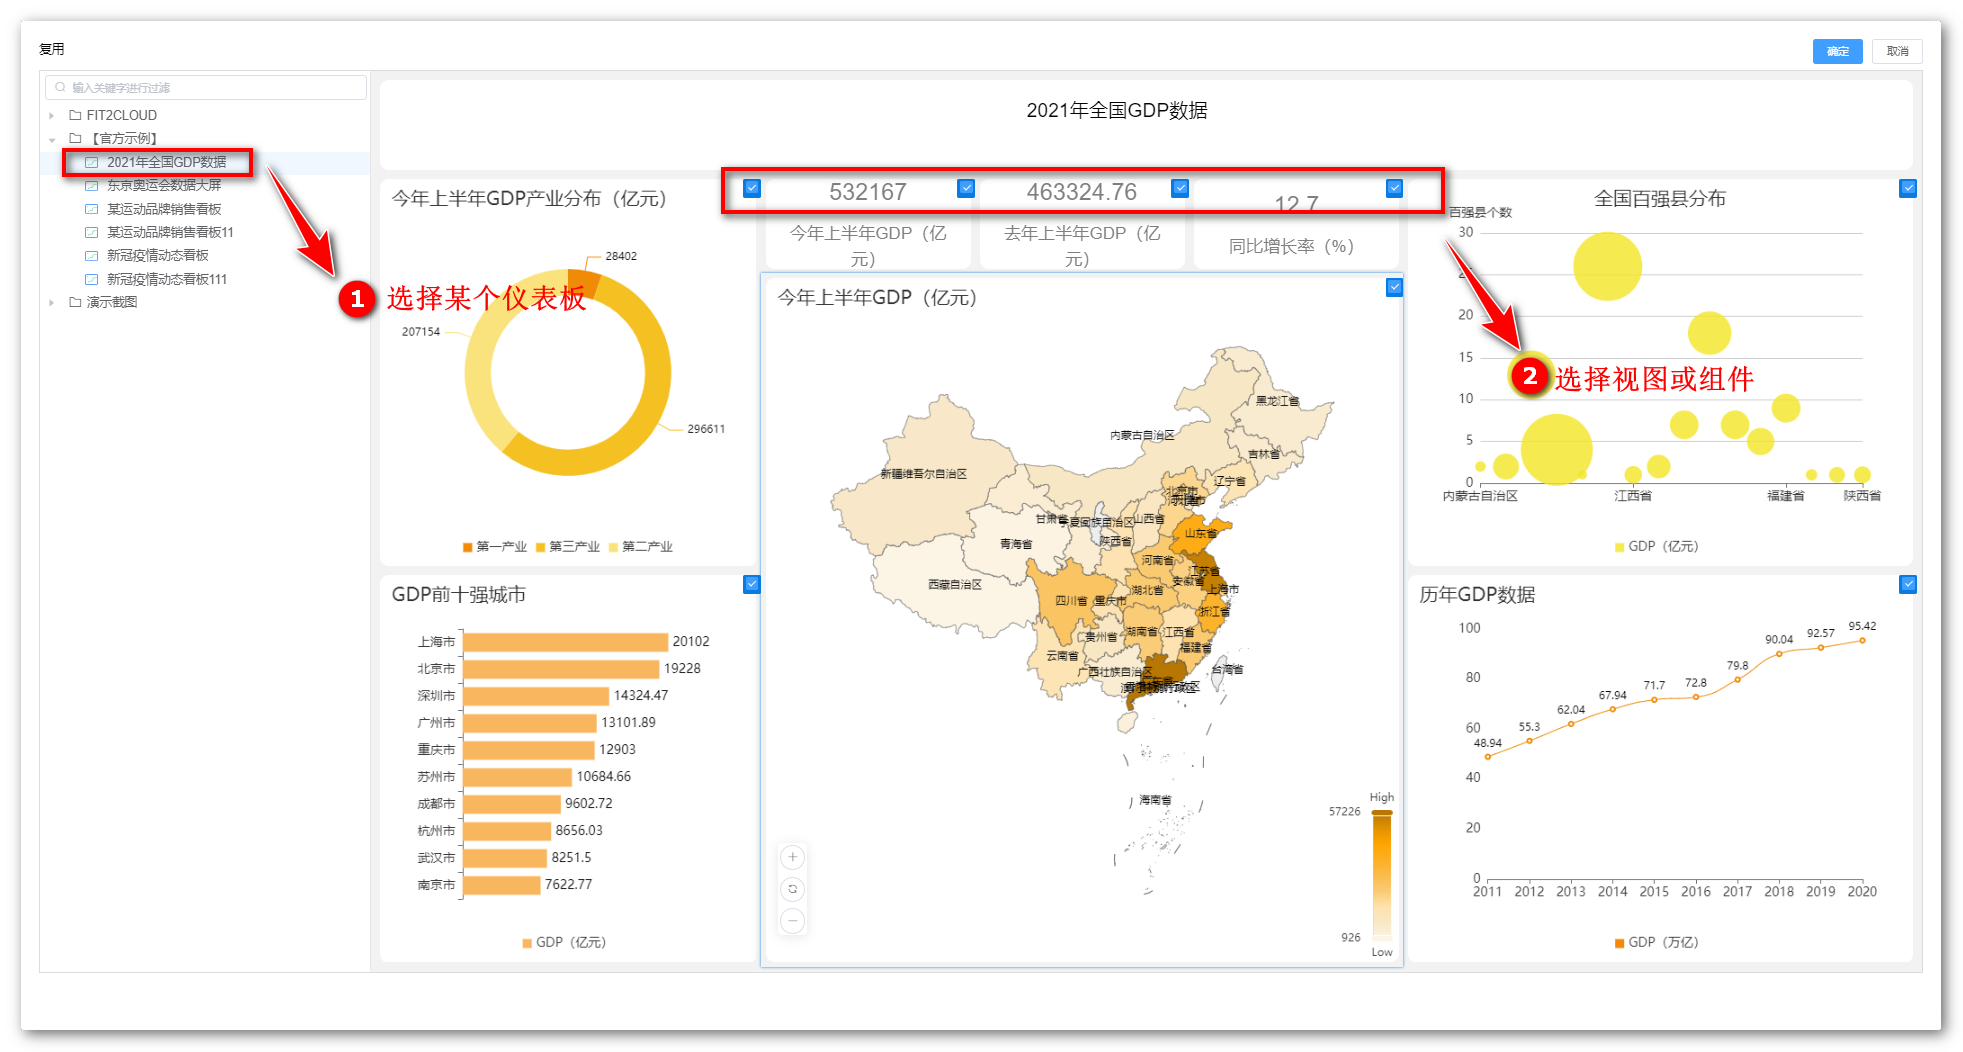 复用
确定
取消
输入关键字进行过滤
FIT2CLOUD
【官方示例】
2021年全国GDP数据
东京奥运会数据大屏
某运动品牌销售看板
某运动品牌销售看板11
新冠疫情动态看板
新冠疫情动态看板111
演示截图
1 选择某个仪表板
2021年全国GDP数据
今年上半年GDP产业分布（亿元）
28402
207154
296611
第一产业 第三产业 第二产业
532167
今年上半年GDP（亿
元）
463324.76
去年上半年GDP（亿
元）
12.7
同比增长率（%）
全国百强县分布
百强县个数
30
20
15
10
5
0
内蒙古自治区 江西省 福建省 陕西省
GDP（亿元）
2 选择视图或组件
GDP前十强城市
上海市 20102
北京市 19228
深圳市 14324.47
广州市 13101.89
重庆市 12903
苏州市 10684.66
成都市 9602.72
杭州市 8656.03
武汉市 8251.5
南京市 7622.77
GDP（亿元）
今年上半年GDP（亿元）
黑龙江省
内蒙古自治区
吉林省
新疆维吾尔自治区
辽宁省
北京市
甘肃省
宁夏回族自治区
山西省
山东省
青海省
陕西省
河南省
江苏省
西藏自治区
安徽省
上海市
湖北省
四川省
重庆市
浙江省
湖南省
江西省
贵州省
福建省
云南省
台湾省
广西壮族自治区
海南省
High
57226
926
Low
历年GDP数据
100
80
60
40
20
0
48.94
55.3
62.04
67.94
71.7
72.8
79.8
90.04
92.57
95.42
2011 2012 2013 2014 2015 2016 2017 2018 2019 2020
GDP（万亿）